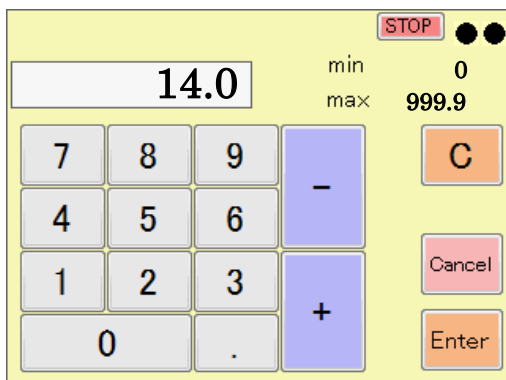 STOP
min 0
14.0
max 999.9
7 8 9 − C
4 5 6
1 2 3 + Cancel
0 . Enter